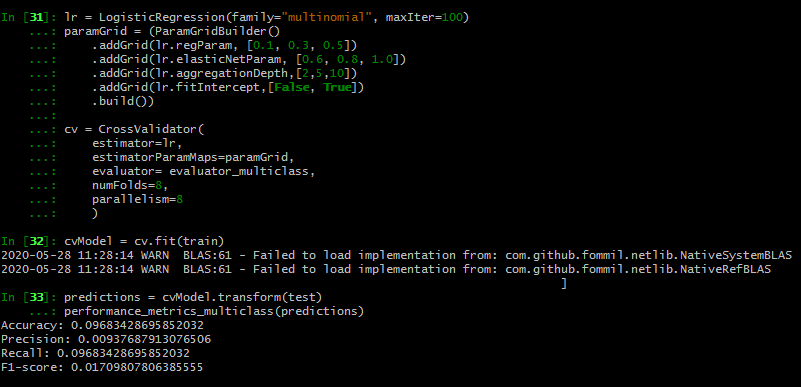 In [31]: lr = LogisticRegression(family="multinomial", maxIter=100)
    ...: paramGrid = (ParamGridBuilder()
    ...:     .addGrid(lr.regParam, [0.1, 0.3, 0.5])
    ...:     .addGrid(lr.elasticNetParam, [0.6, 0.8, 1.0])
    ...:     .addGrid(lr.aggregationDepth,[2,5,10])
    ...:     .addGrid(lr.fitIntercept,[False, True])
    ...:     .build())
    ...:
    ...: cv = CrossValidator(
    ...:     estimator=lr,
    ...:     estimatorParamMaps=paramGrid,
    ...:     evaluator= evaluator_multiclass,
    ...:     numFolds=8,
    ...:     parallelism=8
    ...:     )
In [32]: cvModel = cv.fit(train)
2020-05-28 11:28:14 WARN  BLAS:61 - Failed to load implementation from: com.github.fommil.netlib.NativeSystemBLAS
2020-05-28 11:28:14 WARN  BLAS:61 - Failed to load implementation from: com.github.fommil.netlib.NativeRefBLAS
]
In [33]: predictions = cvModel.transform(test)
    ...: performance_metrics_multiclass(predictions)
Accuracy: 0.09683428695852032
Precision: 0.00937687913076506
Recall: 0.09683428695852032
F1-score: 0.01709807806385555